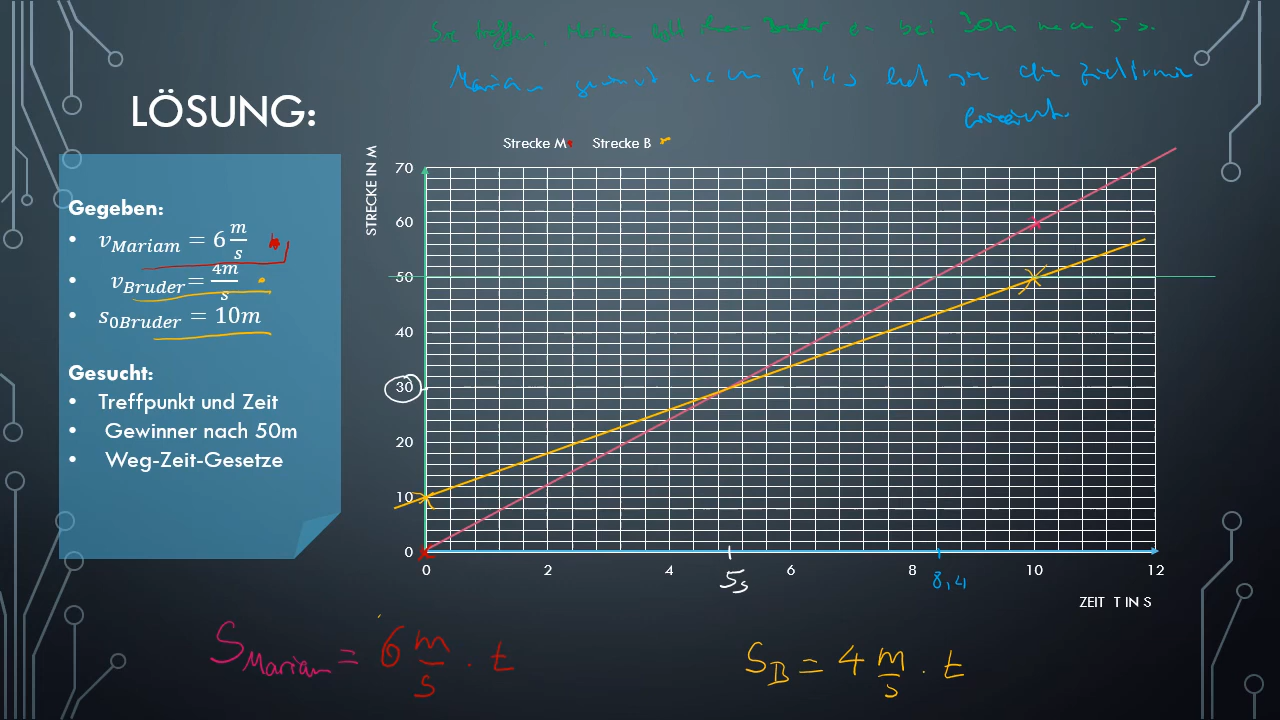 Sie treffen, Mariam holt ihren Bruder ein bei 30m nach 5 s.
Mariam gewinnt nach 8,4 s hat sie die Ziellinie
erreicht.
LÖSUNG:
Strecke M Strecke B
STRECKE IN M
70
60
50
40
30
20
10
0
0 2 4 5s 6 8 8,4 10 12
ZEIT T IN S
Gegeben:
• v_Mariam = 6 m/s
• v_Bruder = 4m/s
• s_0Bruder = 10m
Gesucht:
• Treffpunkt und Zeit
• Gewinner nach 50m
• Weg-Zeit-Gesetze
S_Mariam = 6 m/s · t
S_B = 4 m/s · t